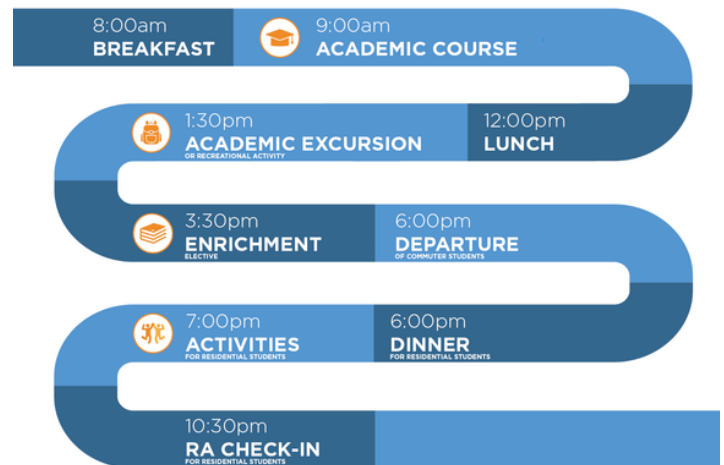 8:00am
BREAKFAST
9:00am
ACADEMIC COURSE
12:00pm
LUNCH
1:30pm
ACADEMIC EXCURSION
OR RECREATIONAL ACTIVITY
3:30pm
ENRICHMENT
ELECTIVE
6:00pm
DEPARTURE
OF COMMUTER STUDENTS
6:00pm
DINNER
FOR RESIDENTIAL STUDENTS
7:00pm
ACTIVITIES
FOR RESIDENTIAL STUDENTS
10:30pm
RA CHECK-IN
FOR RESIDENTIAL STUDENTS